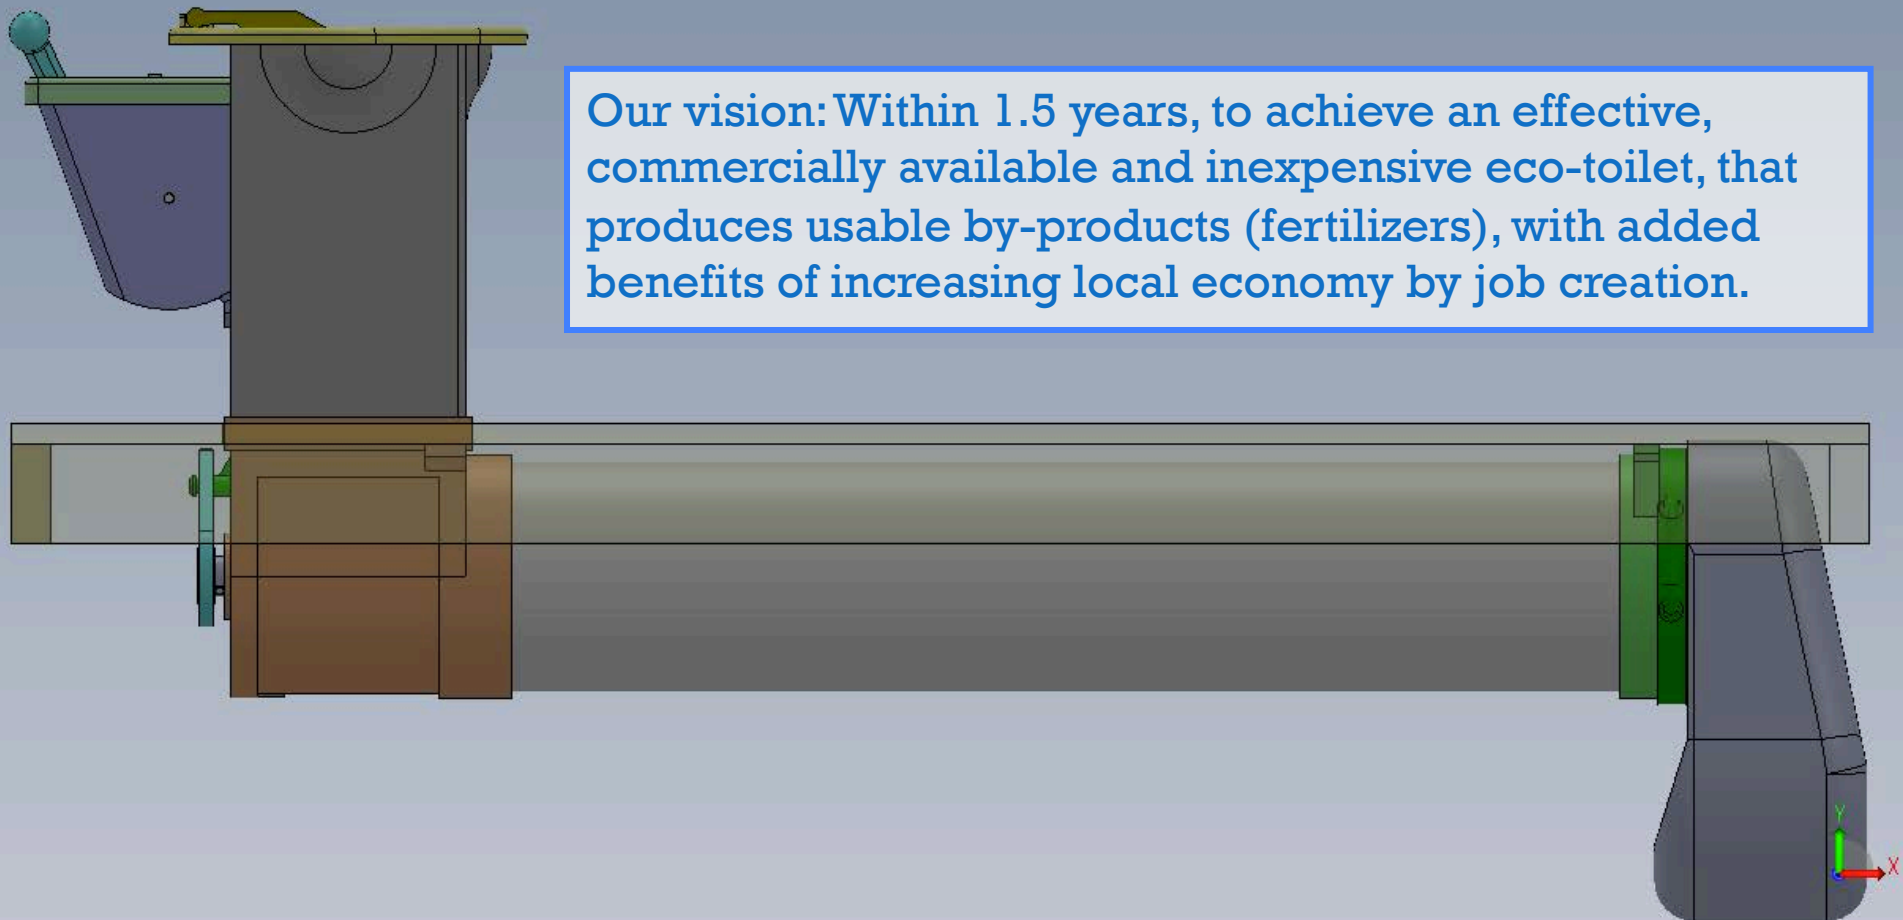 Our vision: Within 1.5 years, to achieve an effective,
commercially available and inexpensive eco-toilet, that
produces usable by-products (fertilizers), with added
benefits of increasing local economy by job creation.
Y
X